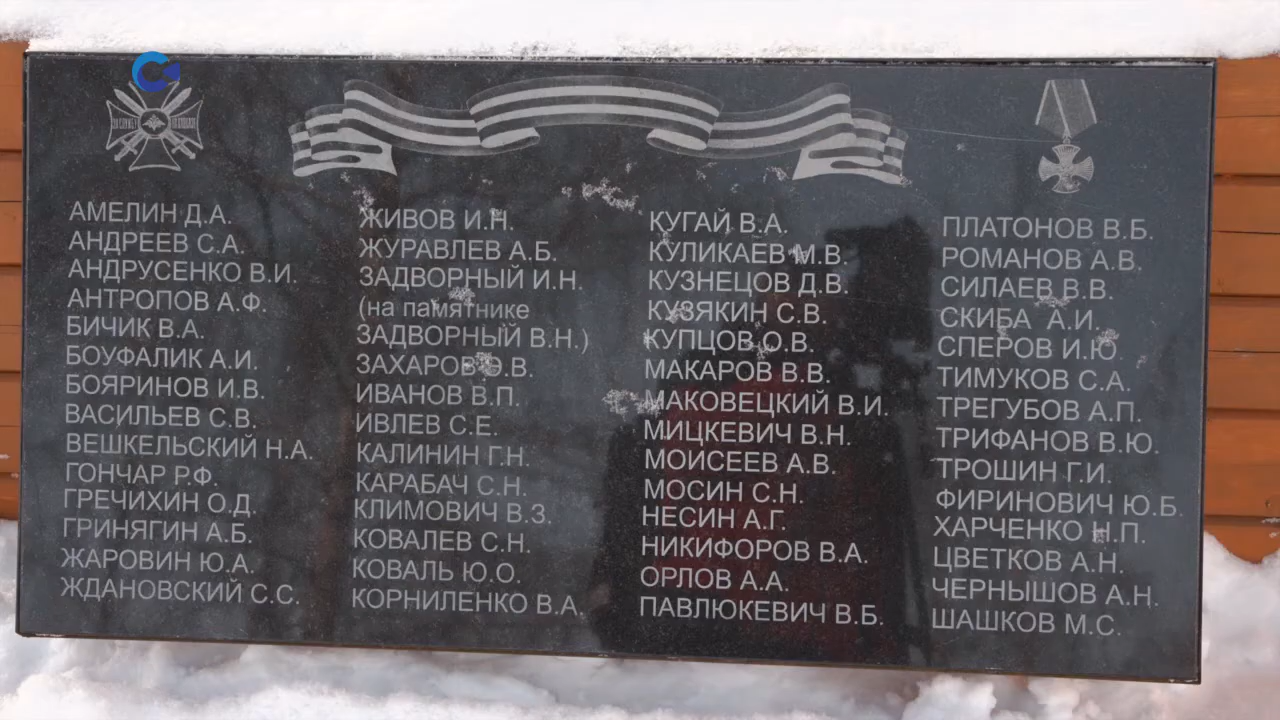 АМЕЛИН Д.А.
АНДРЕЕВ С.А.
АНДРУСЕНКО В.И.
АНТРОПОВ А.Ф.
БИЧИК В.А.
БОУФАЛИК А.И.
БОЯРИНОВ И.В.
ВАСИЛЬЕВ С.В.
ВЕШКЕЛЬСКИЙ Н.А.
ГОНЧАР Р.Ф.
ГРЕЧИХИН О.Д.
ГРИНЯГИН А.Б.
ЖАРОВИН Ю.А.
ЖДАНОВСКИЙ С.С.
ЖИВОВ И.Н.
ЖУРАВЛЕВ А.Б.
ЗАДВОРНЫЙ И.Н.
(на памятнике
ЗАДВОРНЫЙ В.Н.)
ЗАХАРОВ О.В.
ИВАНОВ В.П.
ИВЛЕВ С.Е.
КАЛИНИН Г.Н.
КАРАБАЧ С.Н.
КЛИМОВИЧ В.З.
КОВАЛЕВ С.Н.
КОВАЛЬ Ю.О.
КОРНИЛЕНКО В.А.
КУГАЙ В.А.
КУЛИКАЕВ М.В.
КУЗНЕЦОВ Д.В.
КУЗЯКИН С.В.
КУПЦОВ О.В.
МАКАРОВ В.В.
МАКОВЕЦКИЙ В.И.
МИЦКЕВИЧ В.Н.
МОИСЕЕВ А.В.
МОСИН С.Н.
НЕСИН А.Г.
НИКИФОРОВ В.А.
ОРЛОВ А.А.
ПАВЛЮКЕВИЧ В.Б.
ПЛАТОНОВ В.Б.
РОМАНОВ А.В.
СИЛАЕВ В.В.
СКИБА А.И.
СПЕРОВ И.Ю.
ТИМУКОВ С.А.
ТРЕГУБОВ А.П.
ТРИФАНОВ В.Ю.
ТРОШИН Г.И.
ФИРИНОВИЧ Ю.Б.
ХАРЧЕНКО Н.П.
ЦВЕТКОВ А.Н.
ЧЕРНЫШОВ А.Н.
ШАШКОВ М.С.